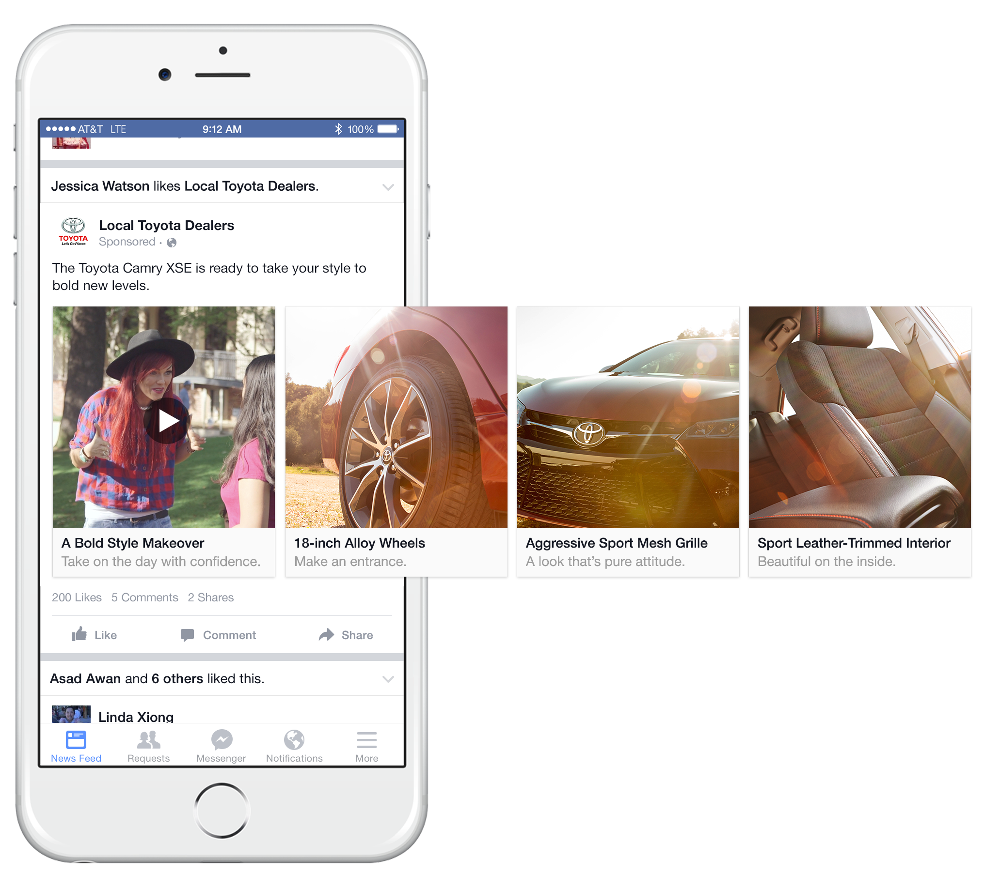 AT&T LTE 9:12 AM 100%
Jessica Watson likes Local Toyota Dealers.
TOYOTA
Let's Go Places
Local Toyota Dealers
Sponsored ·
The Toyota Camry XSE is ready to take your style to
bold new levels.
A Bold Style Makeover
Take on the day with confidence.
18-inch Alloy Wheels
Make an entrance.
Aggressive Sport Mesh Grille
A look that’s pure attitude.
Sport Leather-Trimmed Interior
Beautiful on the inside.
200 Likes 5 Comments 2 Shares
Like Comment Share
Asad Awan and 6 others liked this.
Linda Xiong
News Feed Requests Messenger Notifications More